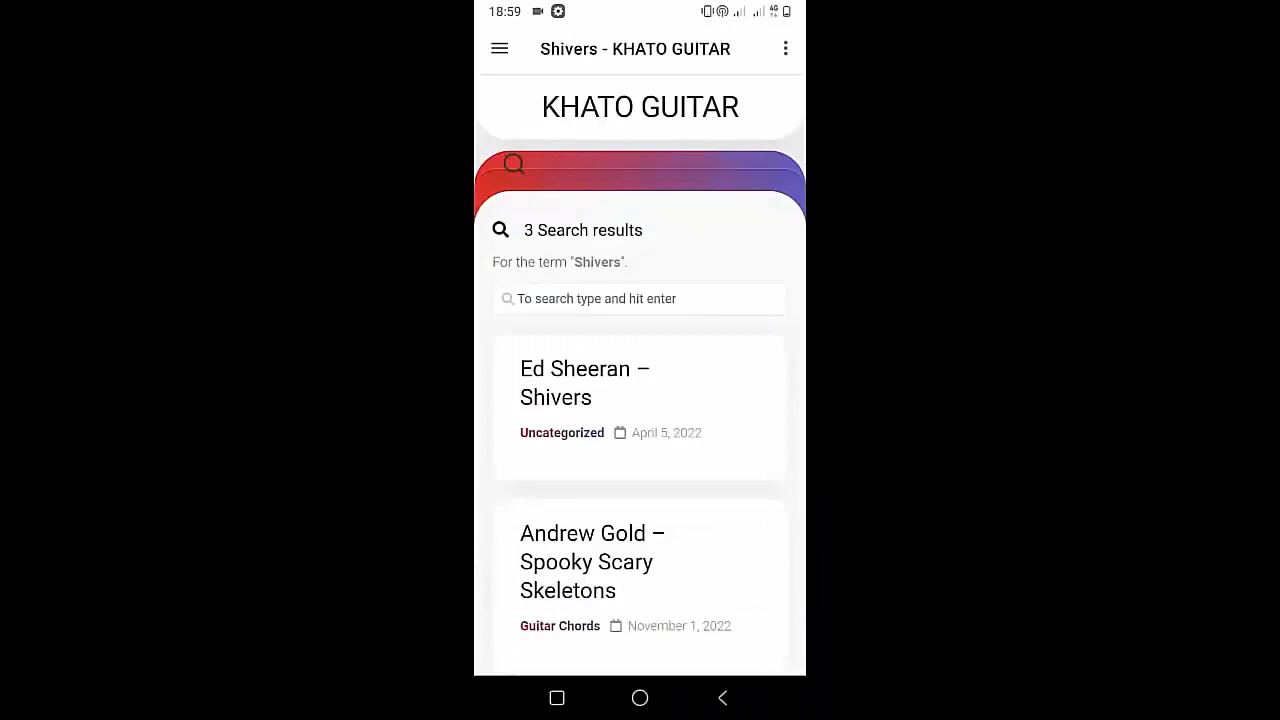 18:59
4G
Shivers - KHATO GUITAR
KHATO GUITAR
3 Search results
For the term "Shivers".
To search type and hit enter
Ed Sheeran –
Shivers
Uncategorized April 5, 2022
Andrew Gold –
Spooky Scary
Skeletons
Guitar Chords November 1, 2022